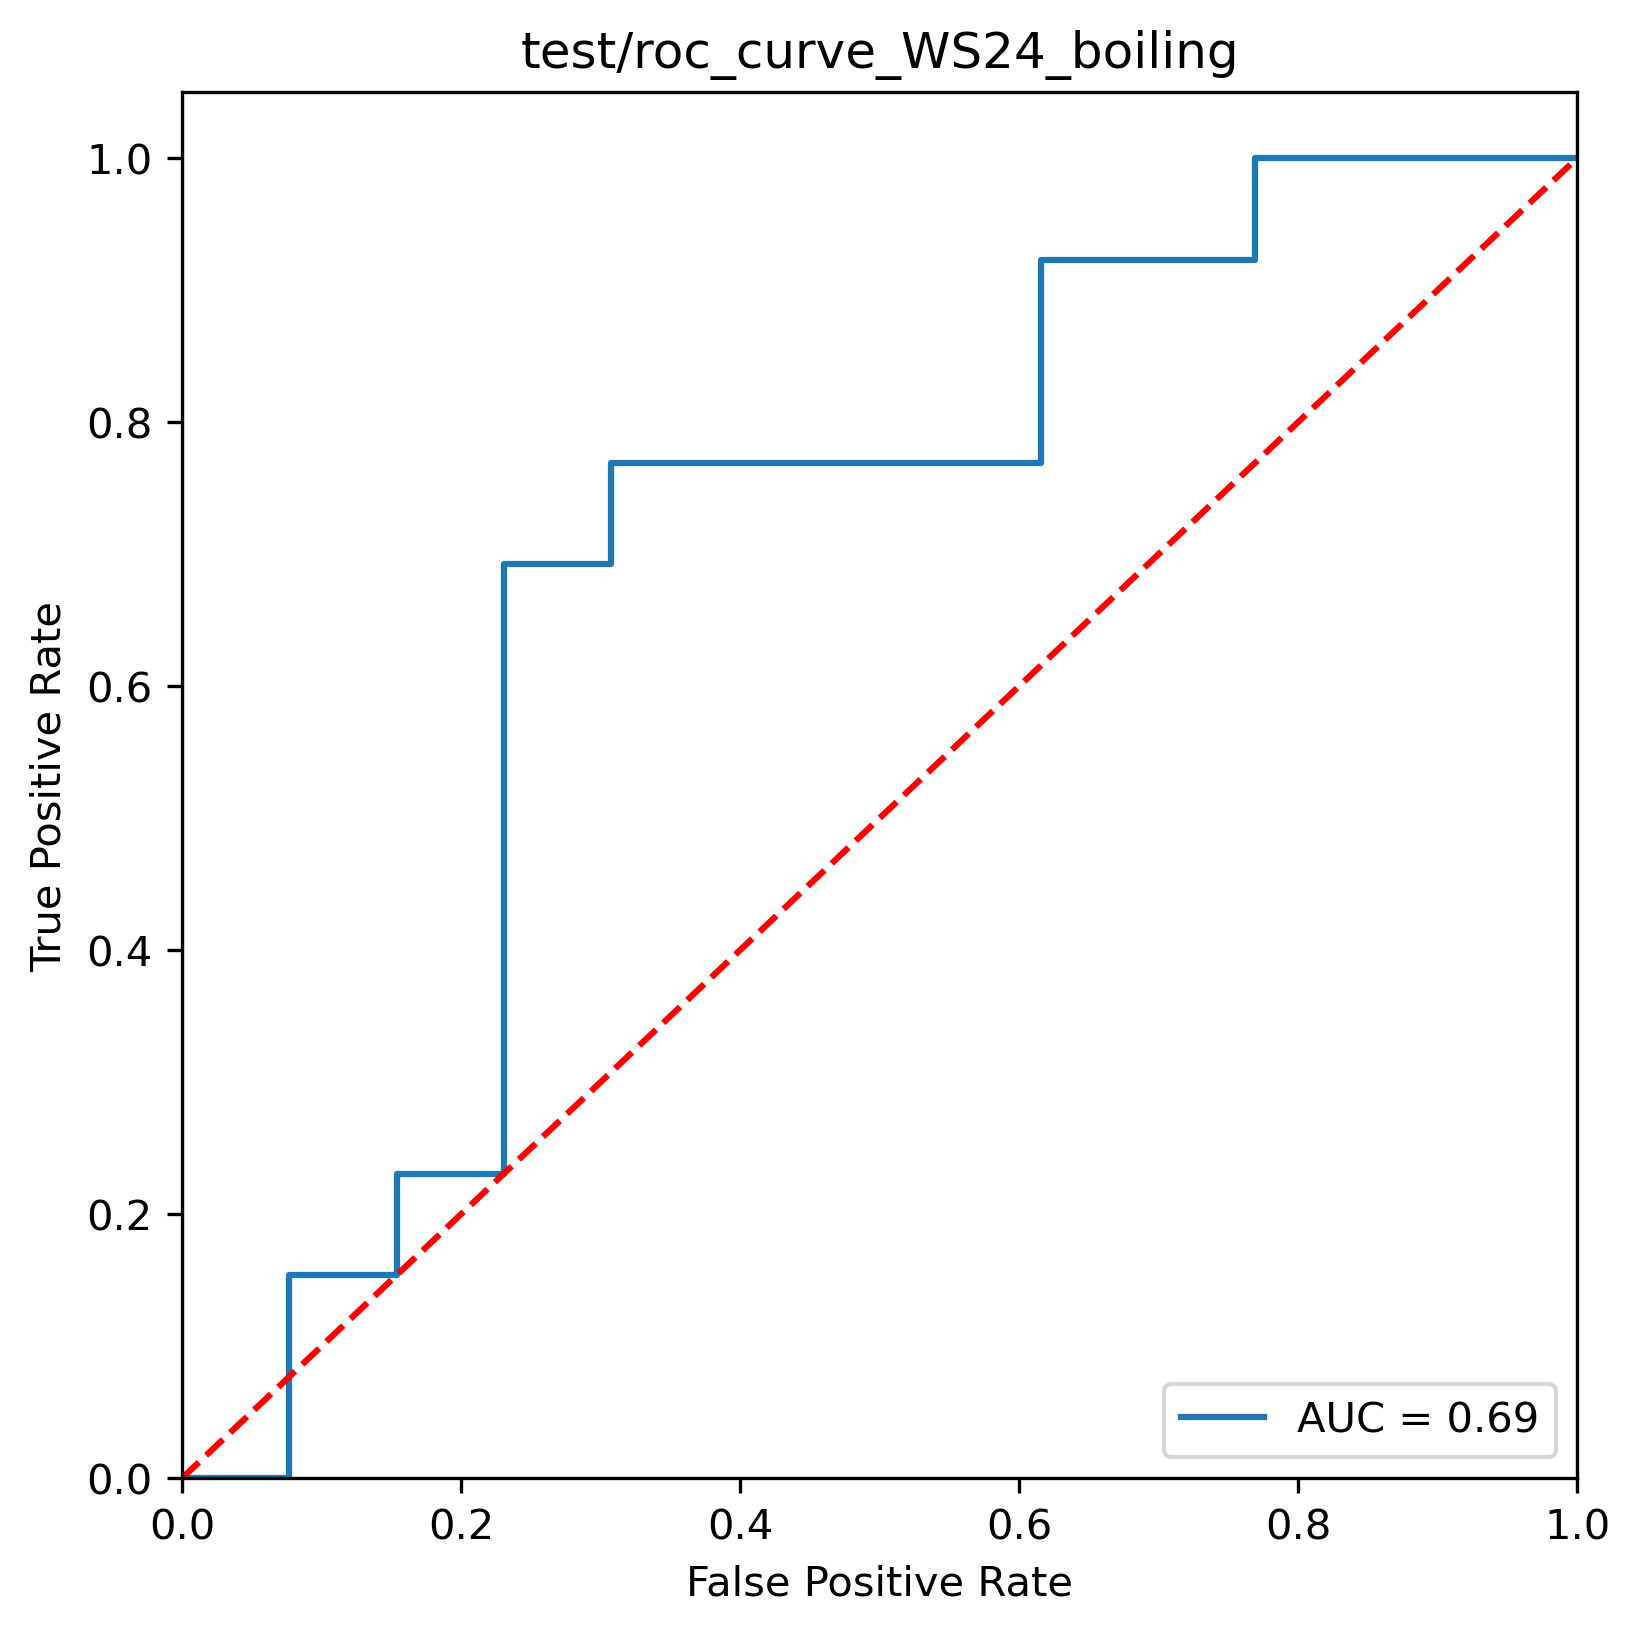 test/roc_curve_WS24_boiling
True Positive Rate
1.0
0.8
0.6
0.4
0.2
0.0
AUC = 0.69
0.0 0.2 0.4 0.6 0.8 1.0
False Positive Rate